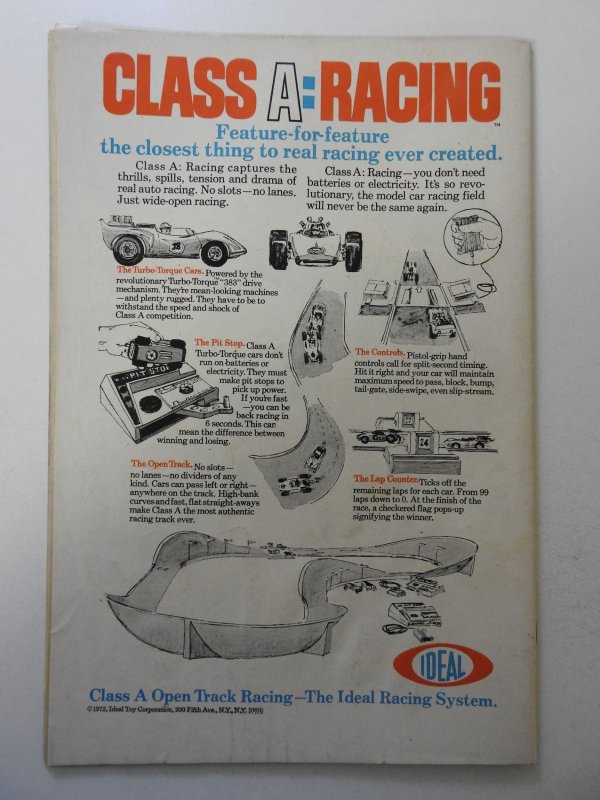 CLASS A: RACING
™
Feature-for-feature
the closest thing to real racing ever created.
Class A: Racing captures the
thrills, spills, tension and drama of
real auto racing. No slots—no lanes.
Just wide-open racing.
Class A: Racing—you don't need
batteries or electricity. It's so revo-
lutionary, the model car racing field
will never be the same again.
The Turbo-Torque Cars. Powered by the
revolutionary Turbo-Torque "383" drive
mechanism. They're mean-looking machines
—and plenty rugged. They have to be to
withstand the speed and shock of
Class A competition.
The Pit Stop. Class A
Turbo-Torque cars don't
run on batteries or
electricity. They must
make pit stops to
pick up power.
If you're fast
—you can be
back racing in
6 seconds. This car
mean the difference between
winning and losing.
PIT STOP
The Controls. Pistol-grip hand
controls call for split-second timing.
Hit it right and your car will maintain
maximum speed to pass, block, bump,
tail-gate, side-swipe, even slip-stream.
24
The Open Track. No slots—
no lanes—no dividers of any
kind. Cars can pass left or right—
anywhere on the track. High-bank
curves and fast, flat straight-aways
make Class A the most authentic
racing track ever.
The Lap Counter. Ticks off the
remaining laps for each car. From 99
laps down to 0. At the finish of the
race, a checkered flag pops-up
signifying the winner.
IDEAL
Class A Open Track Racing—The Ideal Racing System.
©1972, Ideal Toy Corporation, 200 Fifth Ave., N.Y., N.Y. 10010